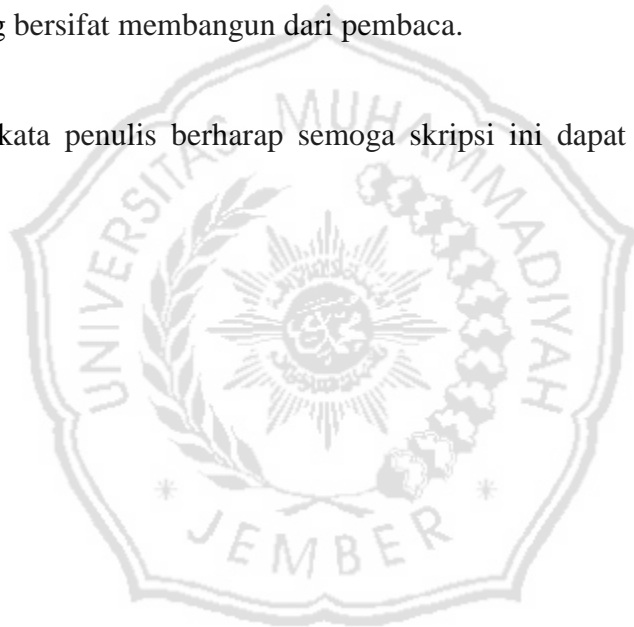 bersifat membangun dari pembaca.
kata penulis berharap semoga skripsi ini dapat
UNIVERSITAS MUHAMMADIYAH
JEMBER